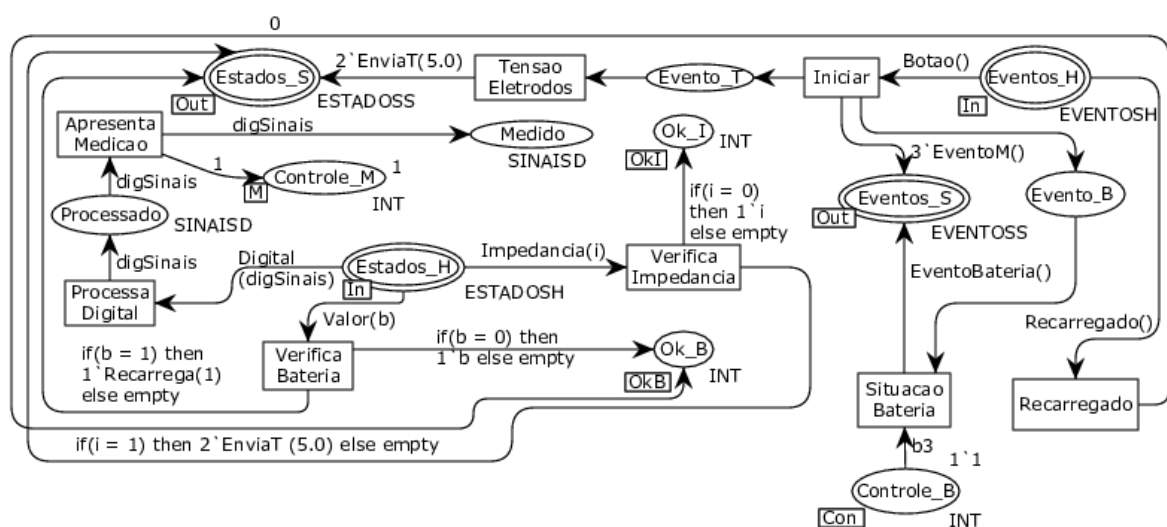 0
2`EnviaT(5.0)
Estados_S
Out
ESTADOSS
Tensao
Eletrodos
Evento_T
Iniciar
Botao()
Eventos_H
In
EVENTOSH
Apresenta
Medicao
digSinais
Medido
SINAISD
1
Controle_M
M
1
INT
Ok_I
OkI
INT
3`EventoM()
Eventos_S
Out
EVENTOSS
Evento_B
digSinais
Processado
SINAISD
if(i = 0)
then 1`i
else empty
digSinais
Digital
(digSinais)
Estados_H
In
ESTADOSH
Impedancia(i)
Verifica
Impedancia
EventoBateria()
Processa
Digital
Valor(b)
Recarregado()
if(b = 1) then
1`Recarrega(1)
else empty
Verifica
Bateria
if(b = 0) then
1`b else empty
Ok_B
OkB
INT
Situacao
Bateria
Recarregado
if(i = 1) then 2`EnviaT (5.0) else empty
b3
1`1
Controle_B
Con
INT